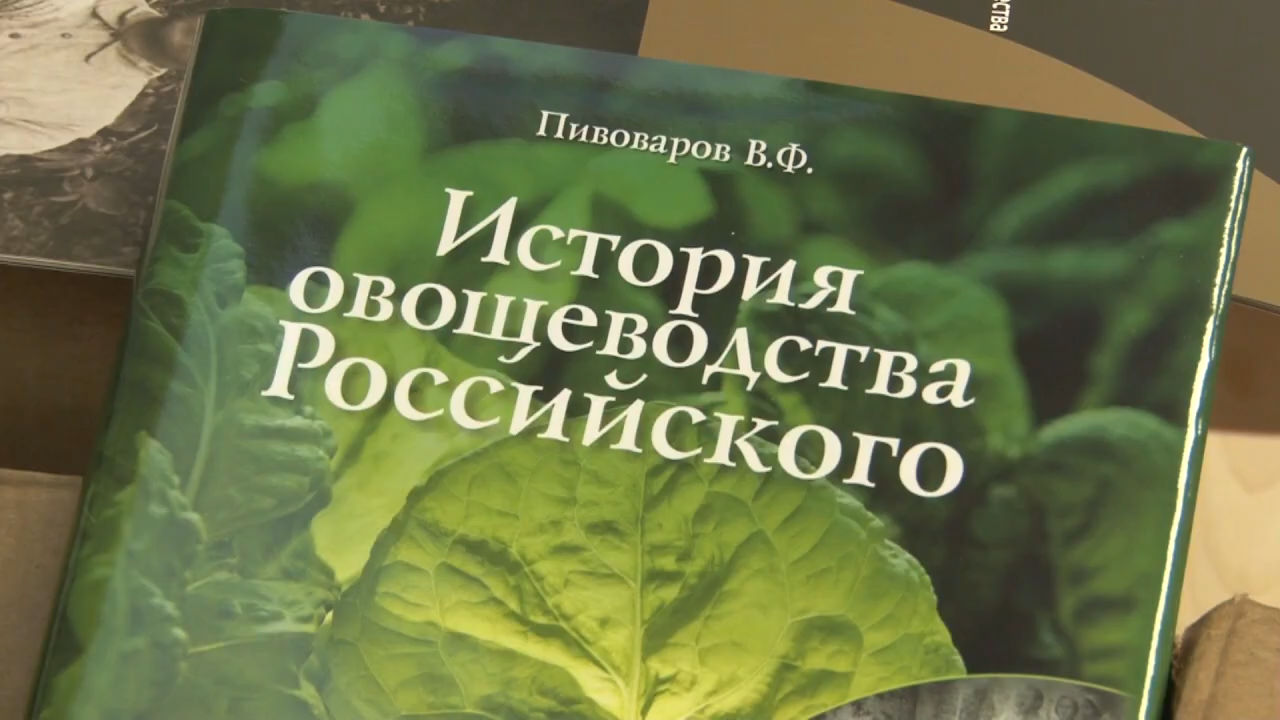 Пивоваров В.Ф.
История
овощеводства
Российского